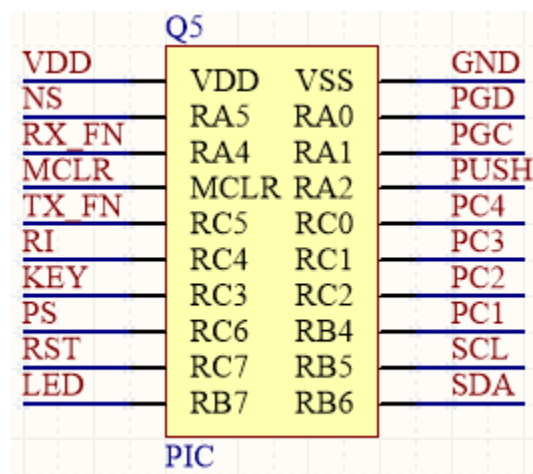 Q5
VDD VDD VSS GND
NS RA5 RA0 PGD
RX_FN RA4 RA1 PGC
MCLR MCLR RA2 PUSH
TX_FN RC5 RC0 PC4
RI RC4 RC1 PC3
KEY RC3 RC2 PC2
PS RC6 RB4 PC1
RST RC7 RB5 SCL
LED RB7 RB6 SDA
PIC